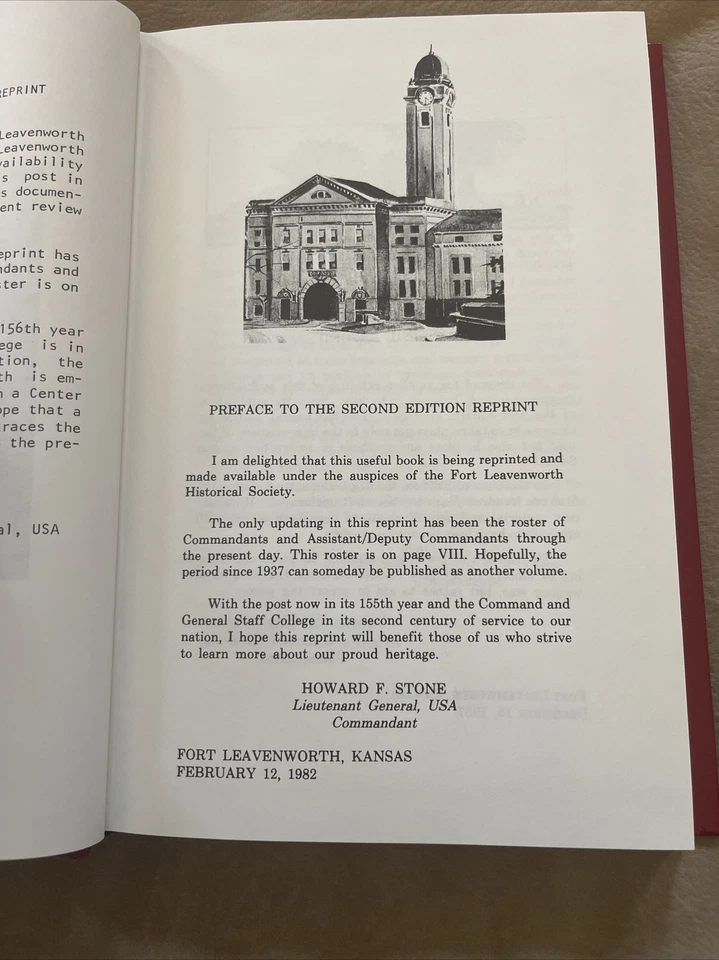 REPRINT
Leavenworth
Leavenworth
vailability
s post in
s documen-
ent review
eprint has
ndants and
ster is on
156th year
ege is in
tion, the
th is em-
n a Center
ope that a
races the
the pre-
al, USA
PREFACE TO THE SECOND EDITION REPRINT
I am delighted that this useful book is being reprinted and
made available under the auspices of the Fort Leavenworth
Historical Society.
The only updating in this reprint has been the roster of
Commandants and Assistant/Deputy Commandants through
the present day. This roster is on page VIII. Hopefully, the
period since 1937 can someday be published as another volume.
With the post now in its 155th year and the Command and
General Staff College in its second century of service to our
nation, I hope this reprint will benefit those of us who strive
to learn more about our proud heritage.
HOWARD F. STONE
Lieutenant General, USA
Commandant
FORT LEAVENWORTH, KANSAS
FEBRUARY 12, 1982